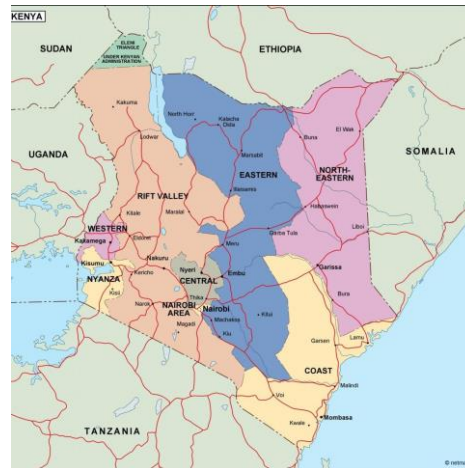 KENYA
SUDAN
ELEMI
TRIANGLE
UNDER KENYAN
ADMINISTRATION
ETHIOPIA
Kakuma
North Horr
Kalacha
Dida
Buna
El Wak
Lodwar
SOMALIA
UGANDA
Marsabit
EASTERN
NORTH-
EASTERN
RIFT VALLEY
Baisamis
Habaswein
WESTERN
Kitale
Maralal
Kakamega
Eldoret
Meru
Garba Tula
Liboi
Kisumu
Nakuru
Nyeri
Embu
Garissa
NYANZA
Kericho
CENTRAL
Kisii
Thika
Bura
Narok
NAIROBI
AREA
Nairobi
Machakos
Kitui
Magadi
Kiu
Garsen
Lamu
COAST
Malindi
Voi
TANZANIA
Kwale
Mombasa